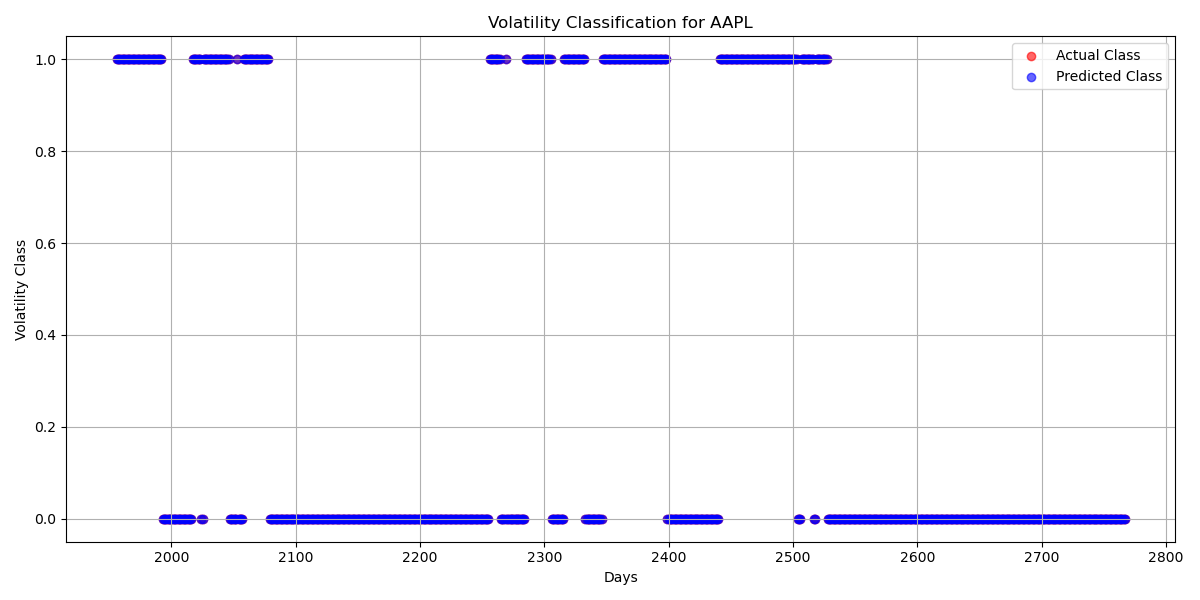 Volatility Classification for AAPL
Actual Class
Predicted Class
1.0
0.8
0.6
0.4
0.2
0.0
Volatility Class
2000 2100 2200 2300 2400 2500 2600 2700 2800
Days